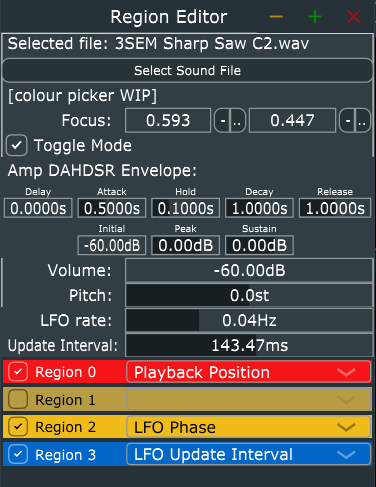 Region Editor
Selected file: 3SEM Sharp Saw C2.wav
Select Sound File
[colour picker WIP]
Focus: 0.593 - .. 0.447 - ..
Toggle Mode
Amp DAHDSR Envelope:
Delay Attack Hold Decay Release
0.0000s 0.5000s 0.1000s 1.0000s 1.0000s
Initial Peak Sustain
-60.00dB 0.00dB 0.00dB
Volume: -60.00dB
Pitch: 0.0st
LFO rate: 0.04Hz
Update Interval: 143.47ms
Region 0 Playback Position
Region 1
Region 2 LFO Phase
Region 3 LFO Update Interval